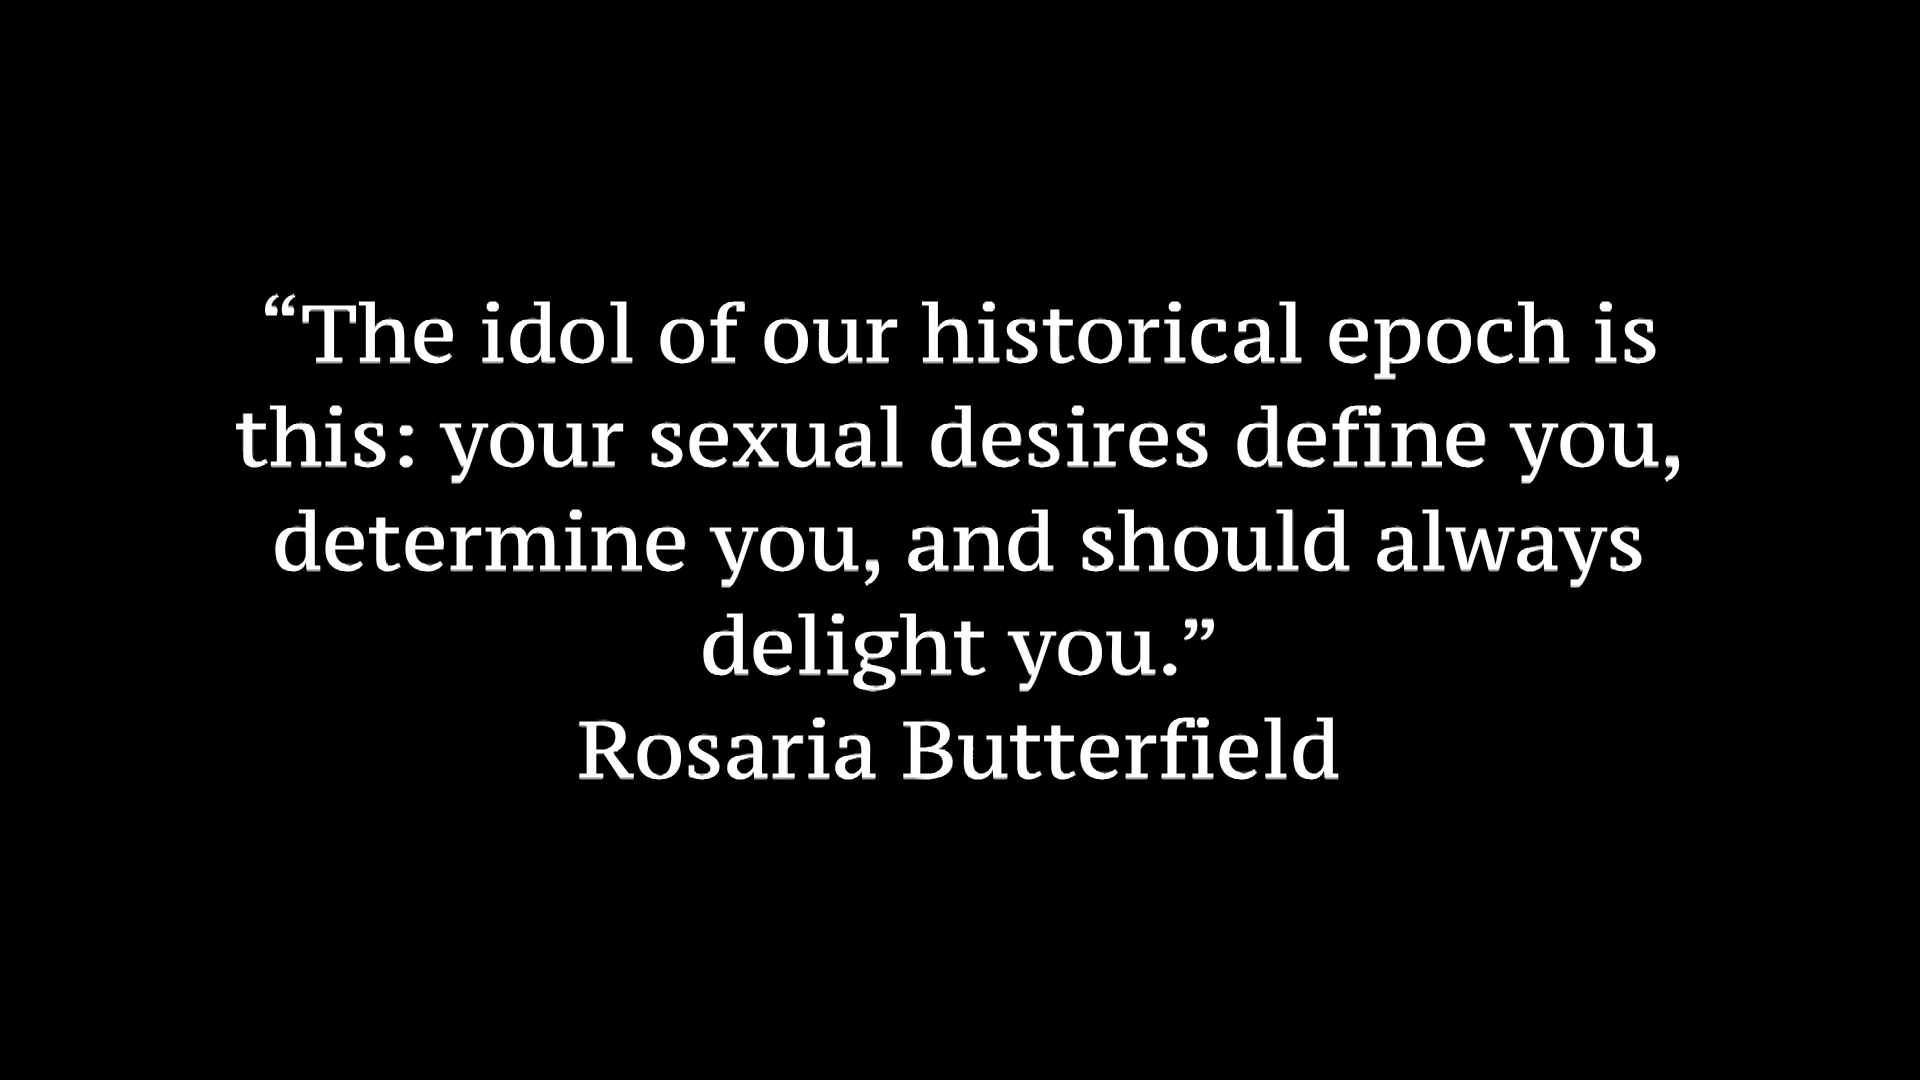 “The idol of our historical epoch is
this: your sexual desires define you,
determine you, and should always
delight you.”
Rosaria Butterfield